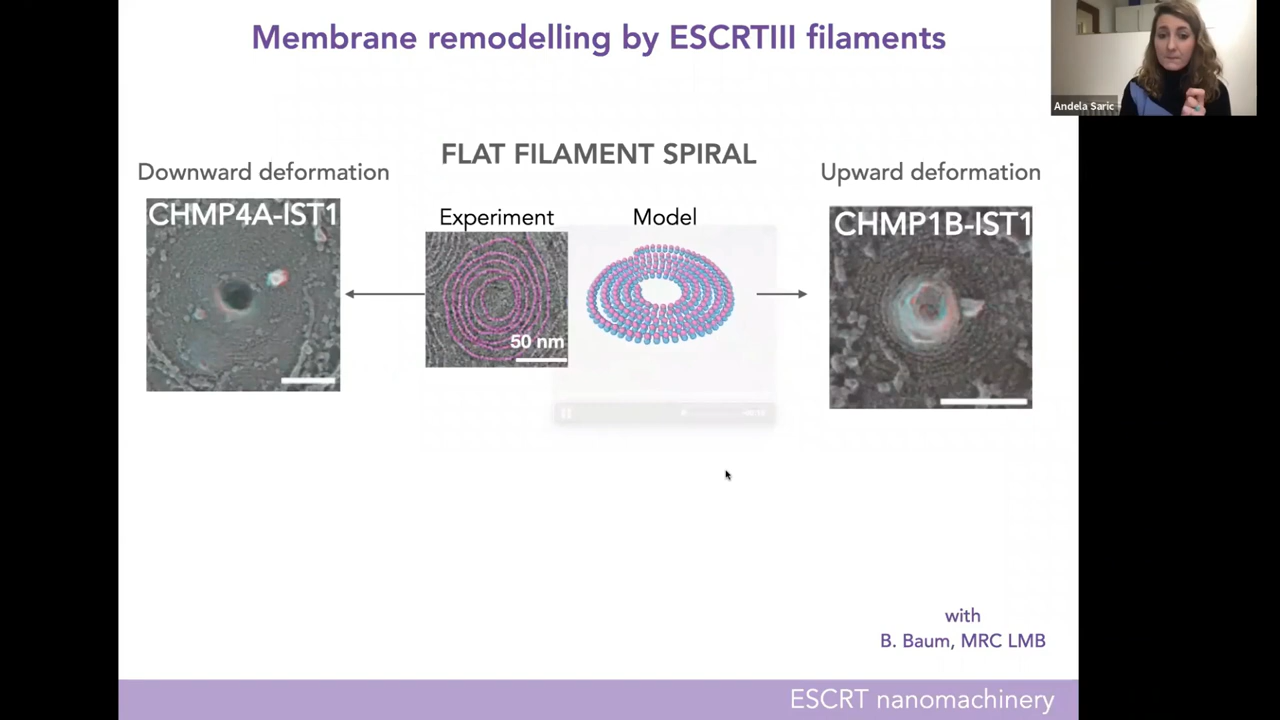 Membrane remodelling by ESCRTIII filaments
Andela Saric
FLAT FILAMENT SPIRAL
Downward deformation
Upward deformation
CHMP4A-IST1
Experiment
Model
CHMP1B-IST1
50 nm
with
B. Baum, MRC LMB
ESCRT nanomachinery